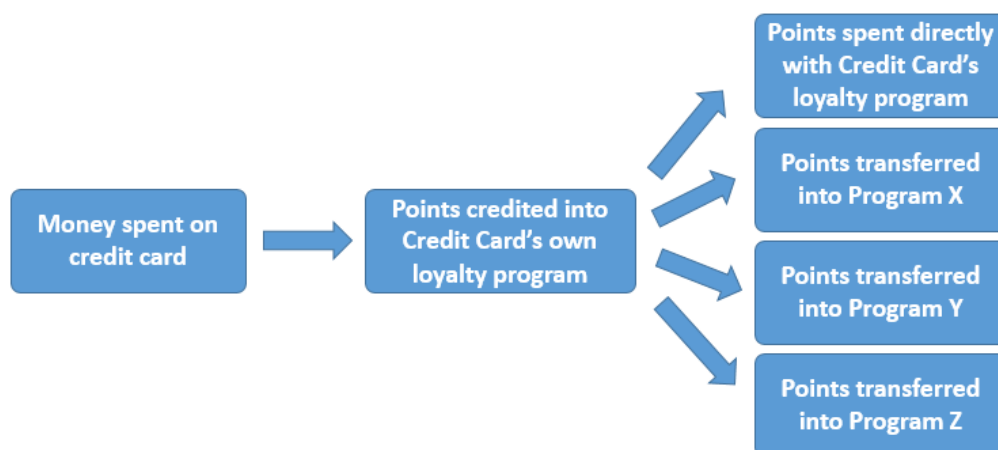 Money spent on
credit card
Points credited into
Credit Card's own
loyalty program
Points spent directly
with Credit Card's
loyalty program
Points transferred
into Program X
Points transferred
into Program Y
Points transferred
into Program Z